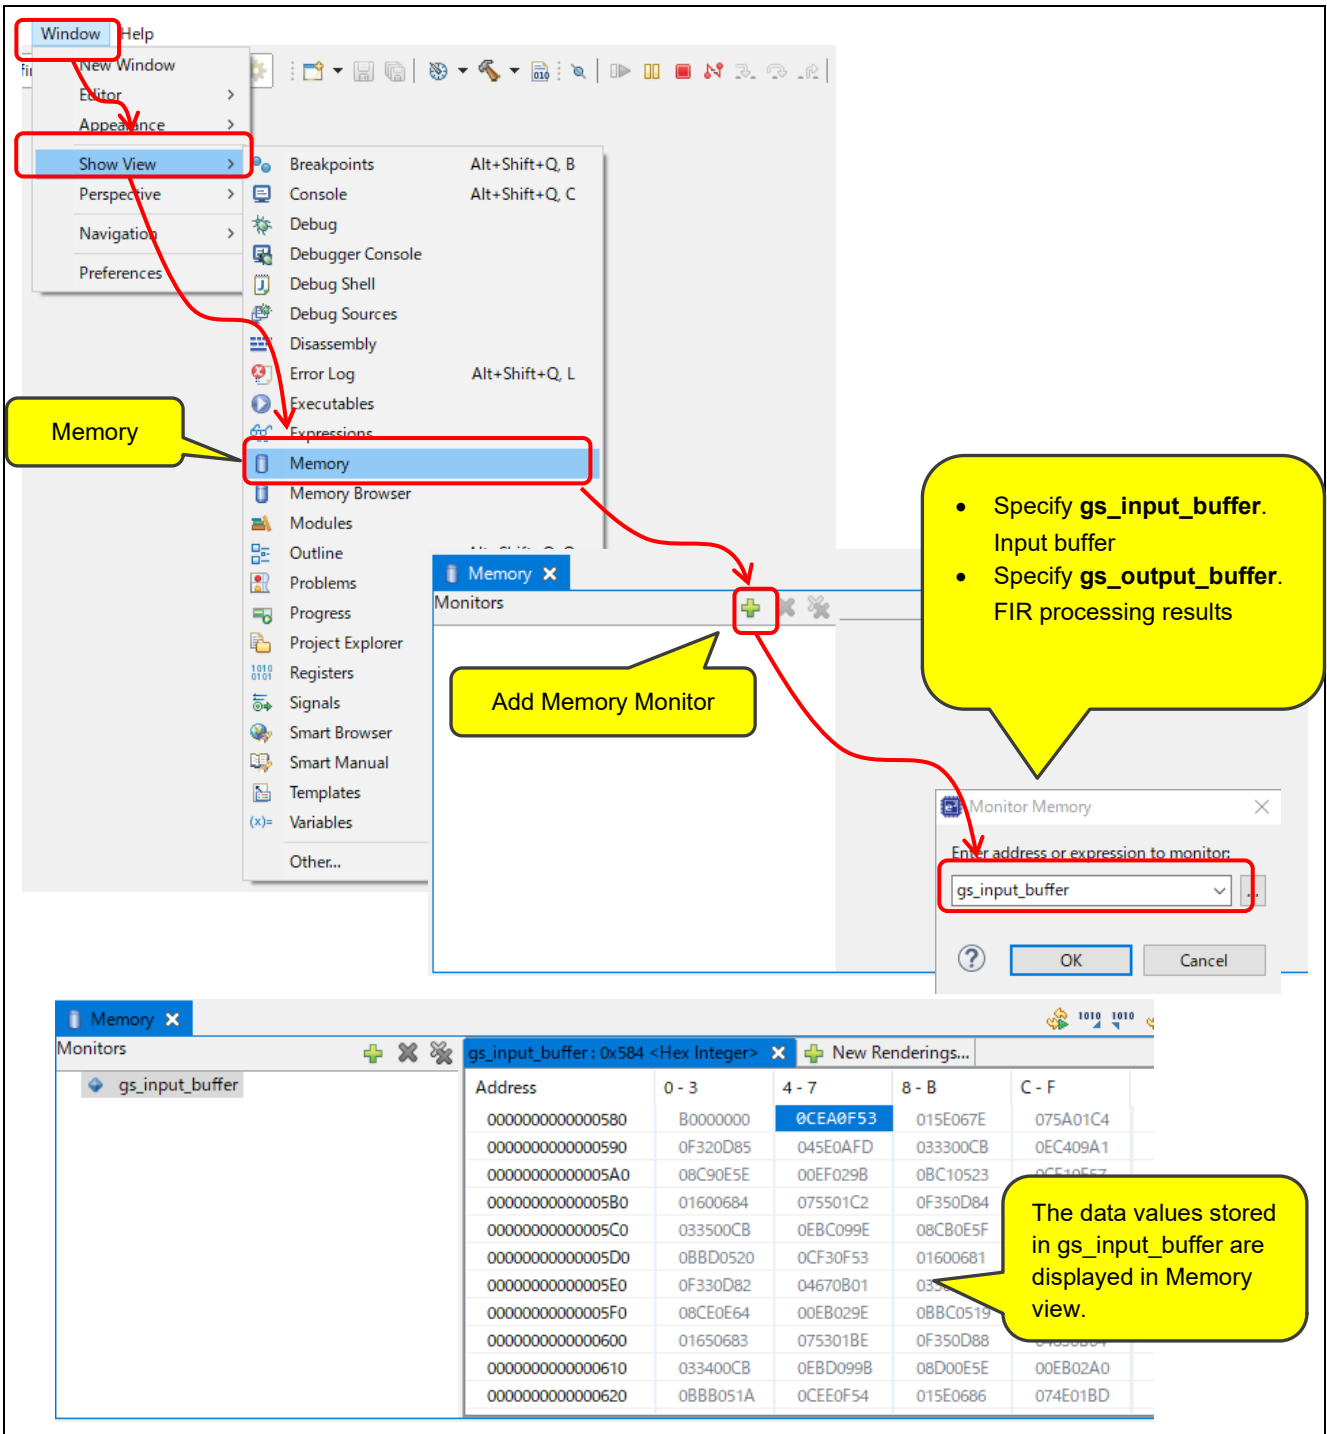 Window Help
New Window
Editor >
Appearance >
Show View >
Perspective >
Navigation >
Preferences
Breakpoints Alt+Shift+Q, B
Console Alt+Shift+Q, C
Debug
Debugger Console
Debug Shell
Debug Sources
Disassembly
Error Log Alt+Shift+Q, L
Executables
Expressions
Memory
Memory Browser
Modules
Outline
Problems
Progress
Project Explorer
Registers
Signals
Smart Browser
Smart Manual
Templates
(x)= Variables
Other...
Memory
Memory
Monitors
Add Memory Monitor
• Specify gs_input_buffer.
Input buffer
• Specify gs_output_buffer.
FIR processing results
Monitor Memory
Enter address or expression to monitor:
gs_input_buffer ...
OK Cancel
Memory
Monitors
gs_input_buffer
gs_input_buffer : 0x584 <Hex Integer> New Renderings...
Address 0 - 3 4 - 7 8 - B C - F
0000000000000580 B0000000 0CEA0F53 015E067E 075A01C4
0000000000000590 0F320D85 045E0AFD 033300CB 0EC409A1
00000000000005A0 08C90E5E 00EF029B 0BC10523
00000000000005B0 01600684 075501C2 0F350D84
00000000000005C0 033500CB 0EBC099E 08CB0E5F
00000000000005D0 0BBD0520 0CF30F53 01600681
00000000000005E0 0F330D82 04670B01
00000000000005F0 08CE0E64 00EB029E 0BBC0519
0000000000000600 01650683 075301BE 0F350D88
0000000000000610 033400CB 0EBD099B 08D00E5E 00EB02A0
0000000000000620 0BBB051A 0CEE0F54 015E0686 074E01BD
The data values stored
in gs_input_buffer are
displayed in Memory
view.